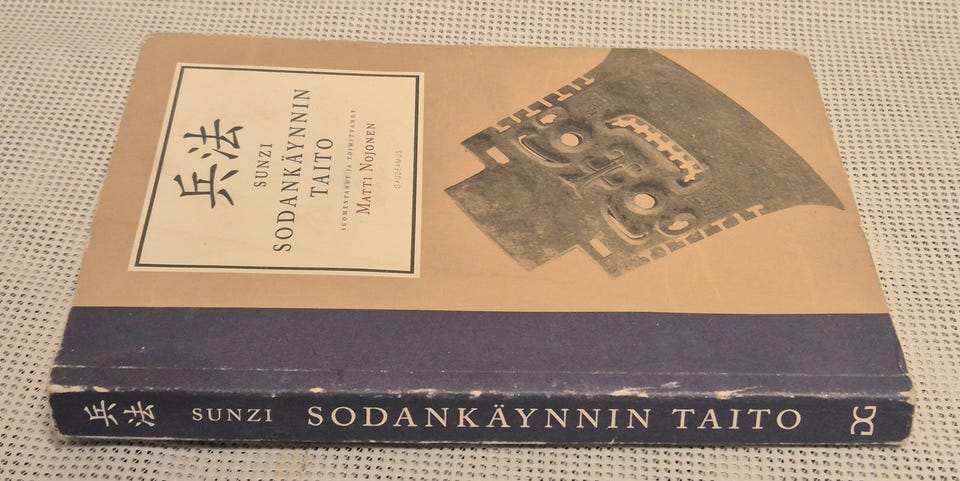 兵法
SUNZI
SODANKÄYNNIN
TAITO
SUOMENTANUT JA TOIMITTANUT
MATTI NOJONEN
GAUDEAMUS
兵法 SUNZI SODANKÄYNNIN TAITO